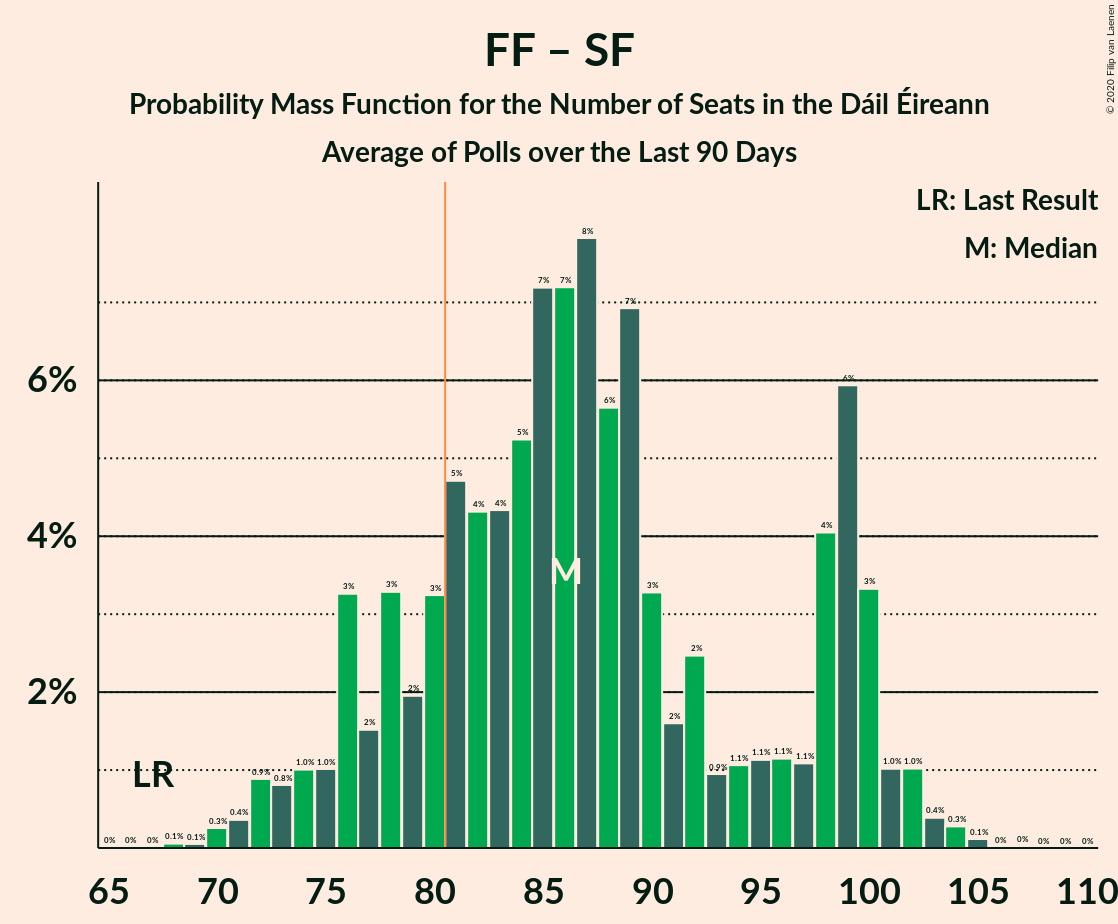 FF – SF
Probability Mass Function for the Number of Seats in the Dáil Éireann
Average of Polls over the Last 90 Days
© 2020 Filip van Laenen
LR: Last Result
M: Median
6%
4%
2%
LR
M
0% 0% 0% 0.1% 0.1% 0.3% 0.4% 0.9% 0.8% 1.0% 1.0% 3% 2% 3% 2% 3% 5% 4% 4% 5% 7% 7% 8% 6% 7% 3% 2% 2% 0.9% 1.1% 1.1% 1.1% 1.1% 4% 6% 3% 1.0% 1.0% 0.4% 0.3% 0.1% 0% 0% 0% 0% 0%
65 70 75 80 85 90 95 100 105 110